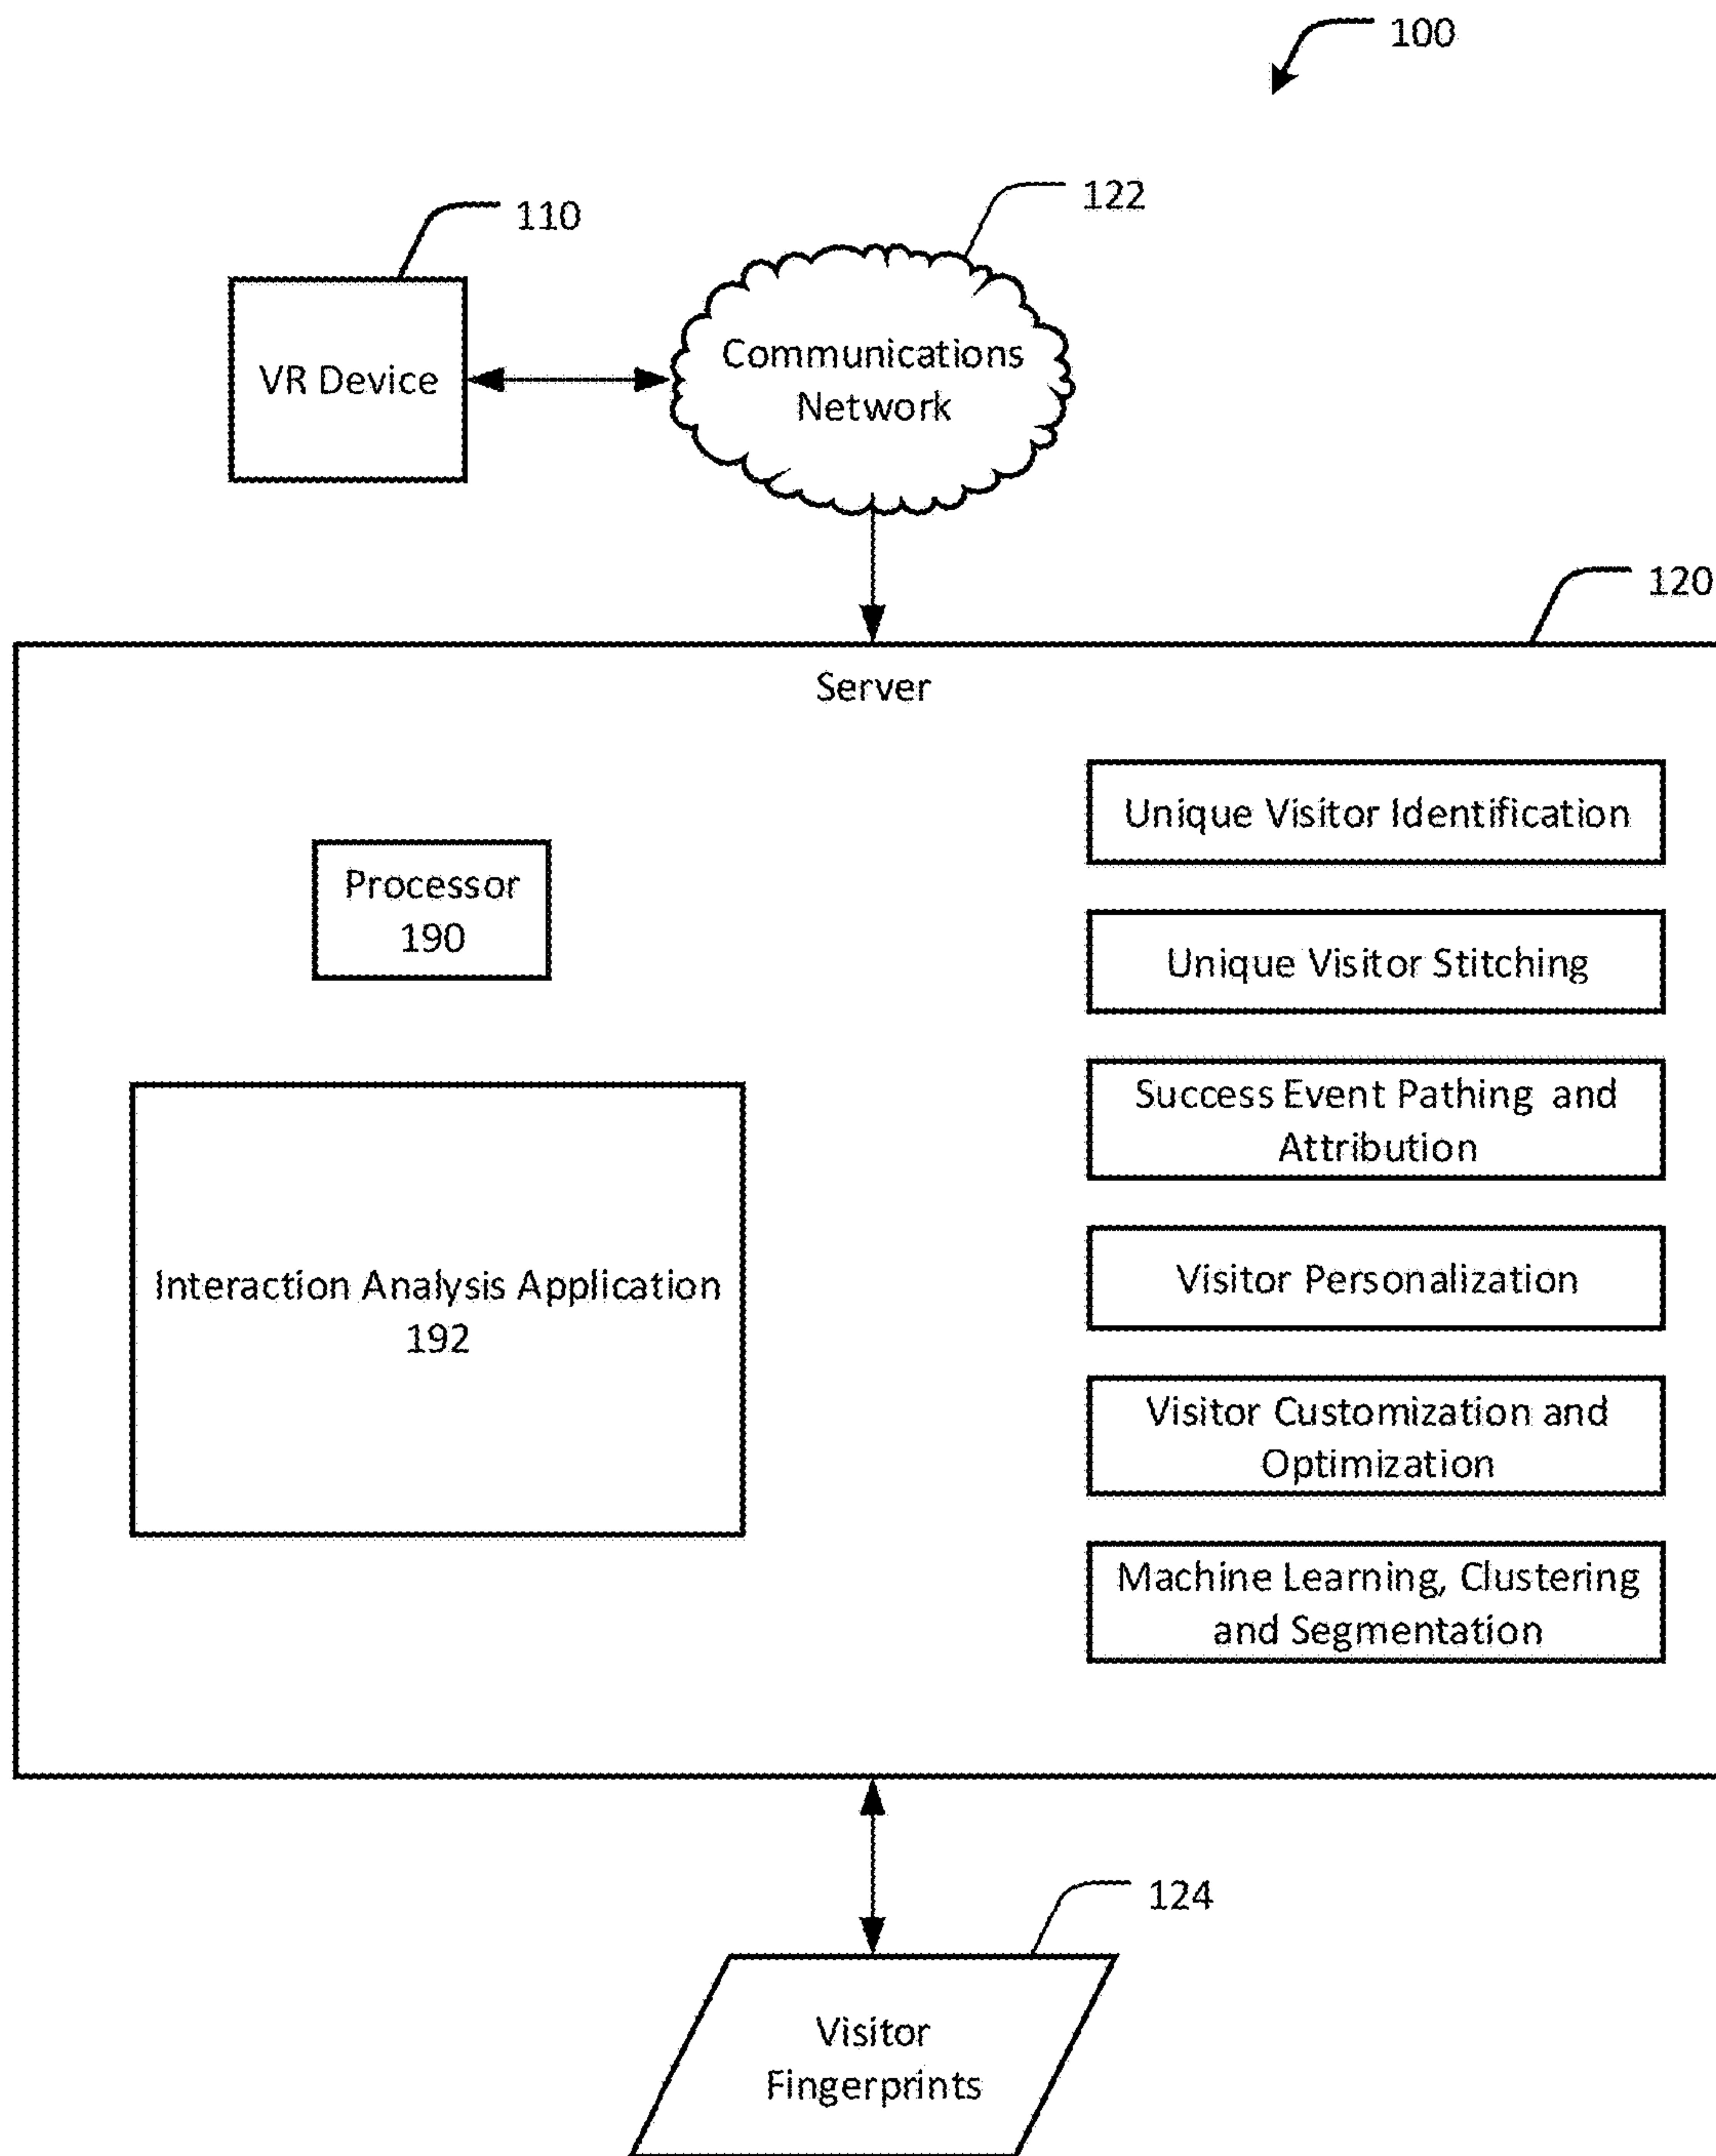 100
122
110
Communications
Network
VR Device
120
Server
Unique Visitor Identification
Processor
190
Unique Visitor Stitching
Success Event Pathing and
Attribution
Interaction Analysis Application
192
Visitor Personalization
Visitor Customization and
Optimization
Machine Learning, Clustering
and Segmentation
124
Visitor
Fingerprints